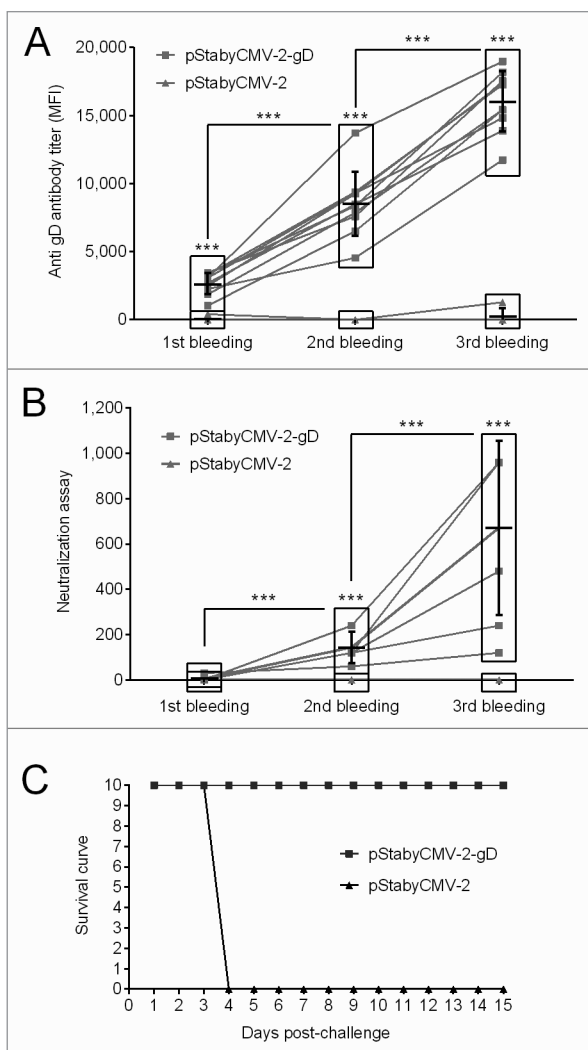 A
20,000
15,000
10,000
5,000
0
Anti gD antibody titer (MFI)
pStabyCMV-2-gD
pStabyCMV-2
***
***
***
***
***
1st bleeding 2nd bleeding 3rd bleeding
B
1,200
1,000
800
600
400
200
0
Neutralization assay
pStabyCMV-2-gD
pStabyCMV-2
***
***
***
***
1st bleeding 2nd bleeding 3rd bleeding
C
10
9
8
7
6
5
4
3
2
1
0
Survival curve
pStabyCMV-2-gD
pStabyCMV-2
0 1 2 3 4 5 6 7 8 9 10 11 12 13 14 15
Days post-challenge